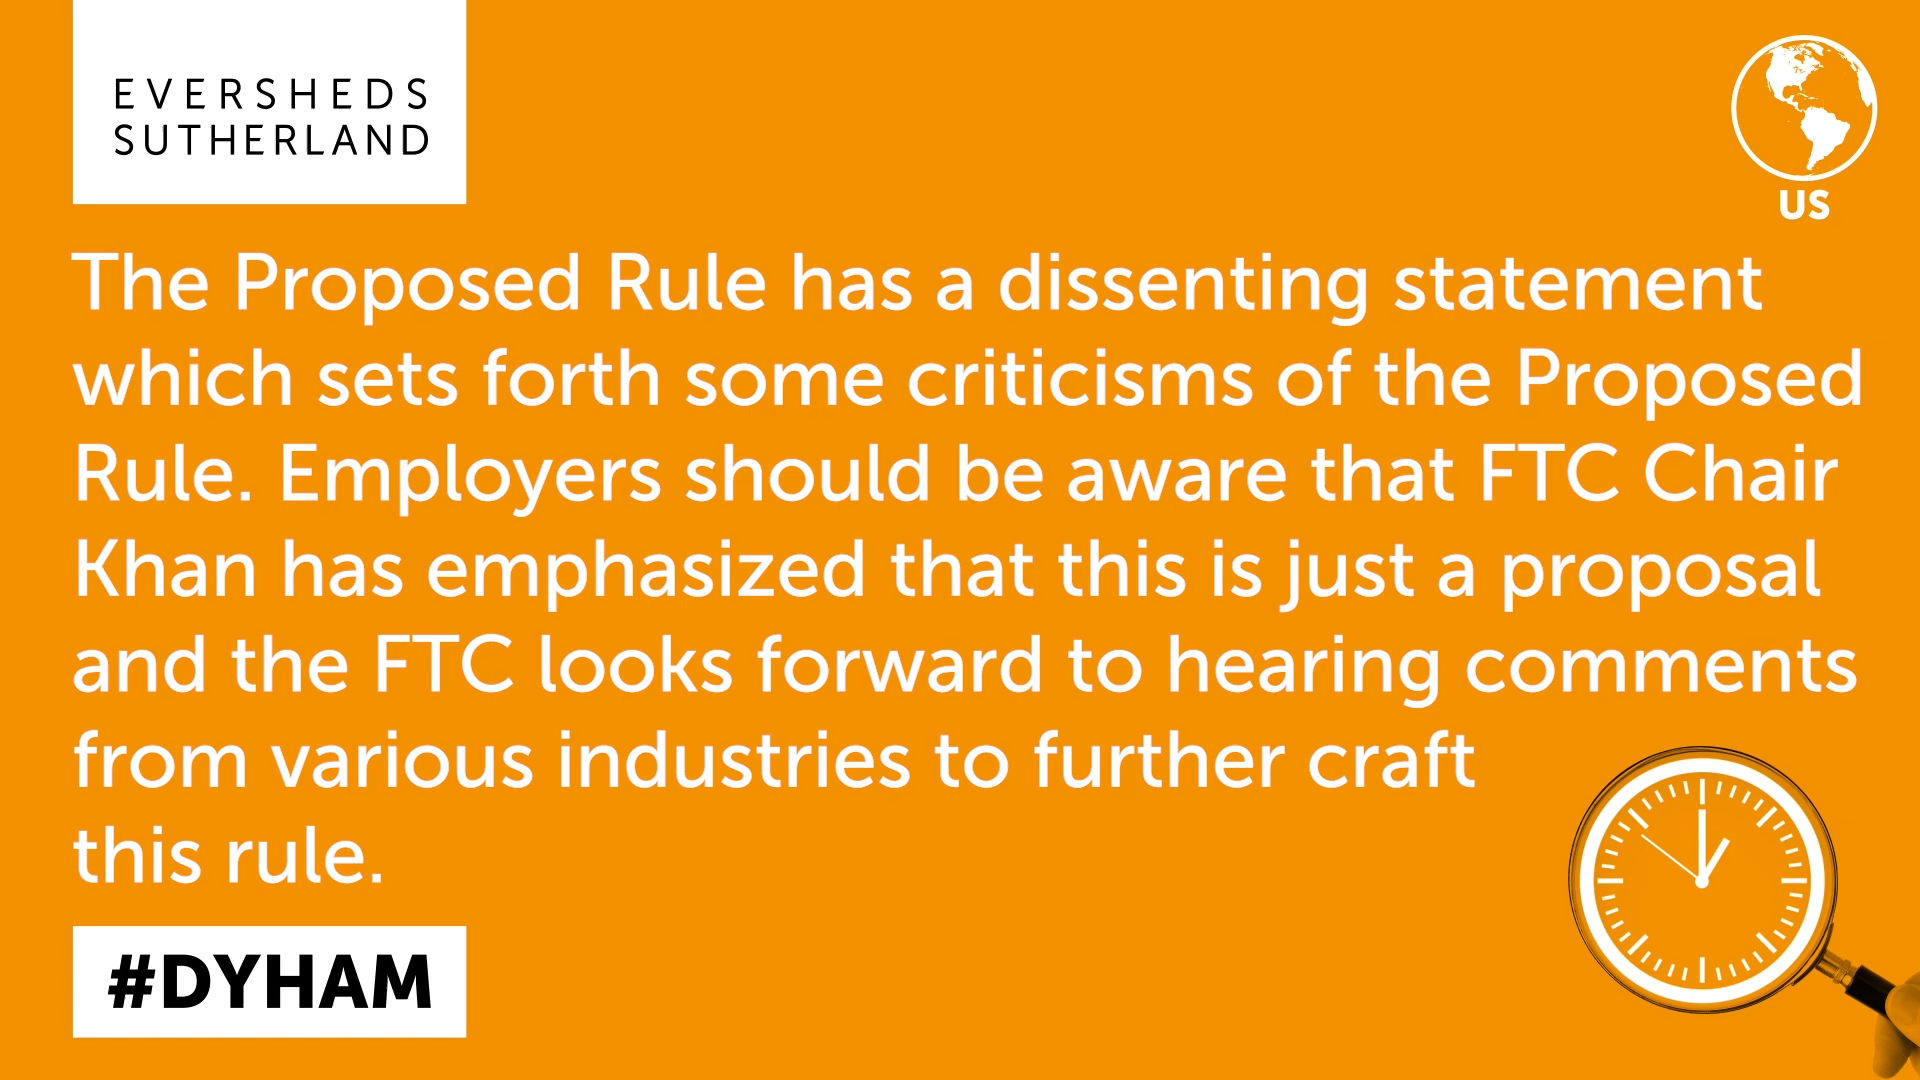 EVERSHEDS
SUTHERLAND
US
The Proposed Rule has a dissenting statement
which sets forth some criticisms of the Proposed
Rule. Employers should be aware that FTC Chair
Khan has emphasized that this is just a proposal
and the FTC looks forward to hearing comments
from various industries to further craft
this rule.
#DYHAM